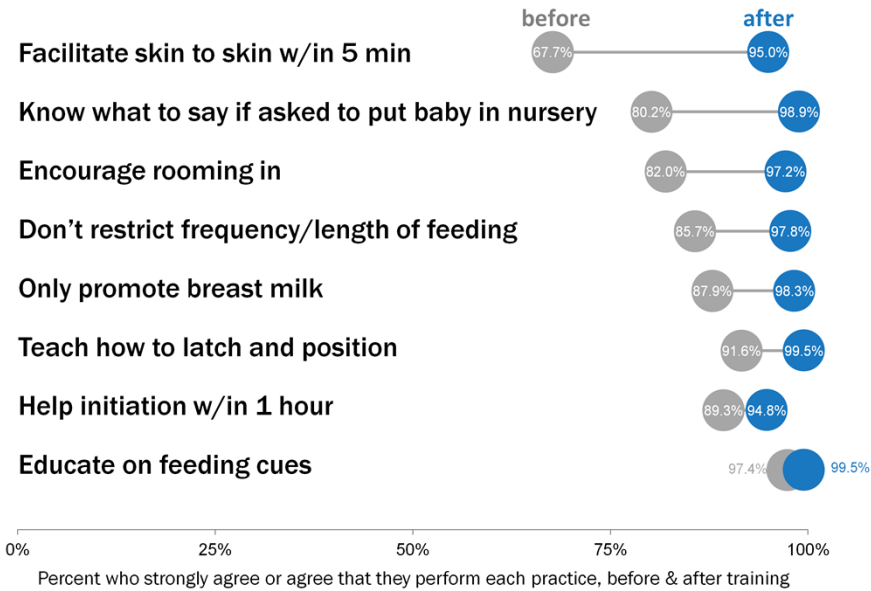 before after
Facilitate skin to skin w/in 5 min 67.7% 95.0%
Know what to say if asked to put baby in nursery 80.2% 98.9%
Encourage rooming in 82.0% 97.2%
Don't restrict frequency/length of feeding 85.7% 97.8%
Only promote breast milk 87.9% 98.3%
Teach how to latch and position 91.6% 99.5%
Help initiation w/in 1 hour 89.3% 94.8%
Educate on feeding cues 97.4% 99.5%
0% 25% 50% 75% 100%
Percent who strongly agree or agree that they perform each practice, before & after training